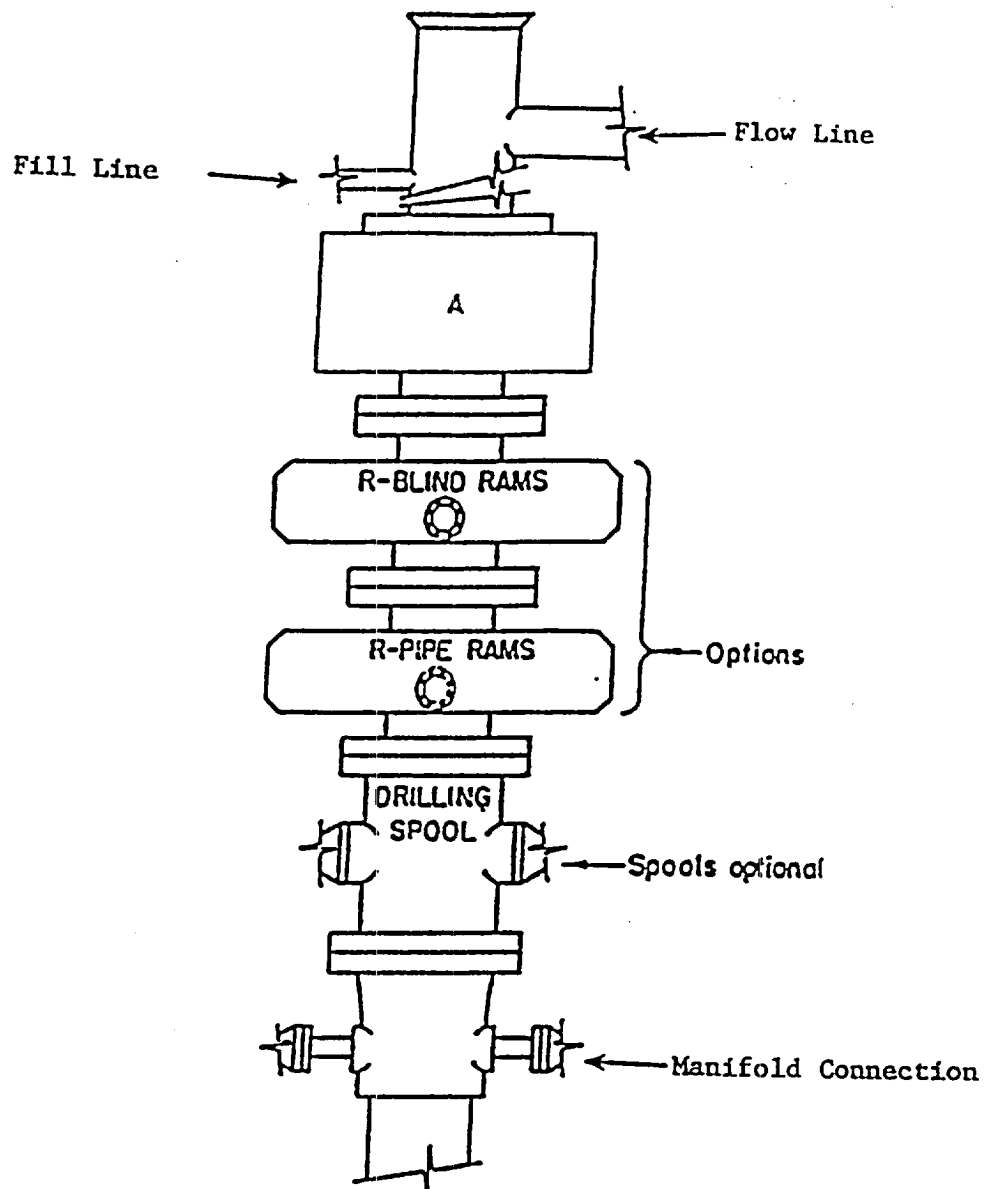 Flow Line
Fill Line
A
R-BLIND RAMS
R-PIPE RAMS
Options
DRILLING
SPOOL
Spools optional
Manifold Connection